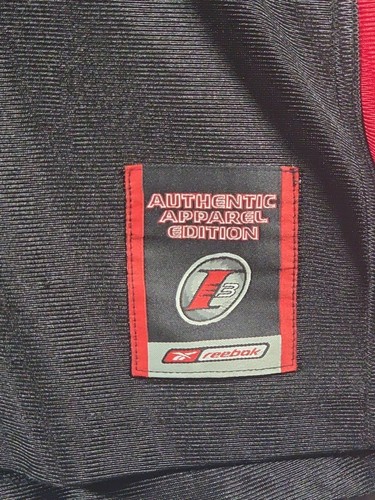 AUTHENTIC
APPAREL
EDITION
I3
Reebok